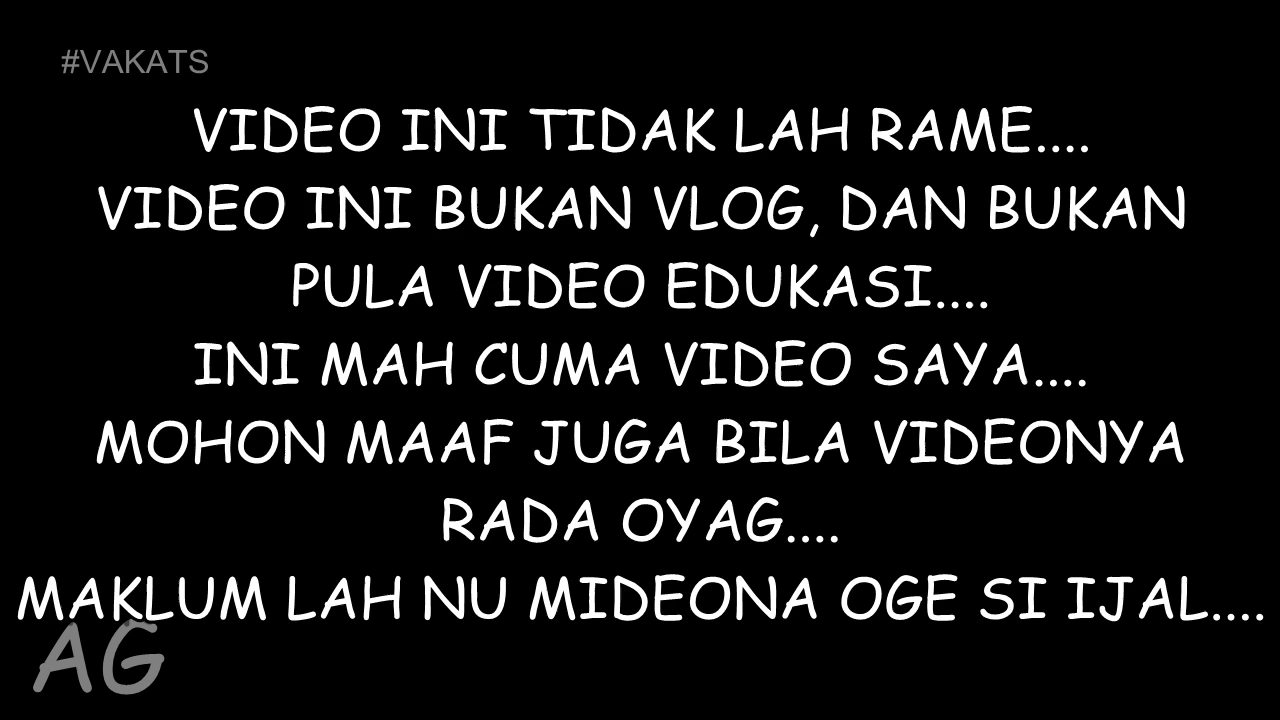 #VAKATS
VIDEO INI TIDAK LAH RAME....
VIDEO INI BUKAN VLOG, DAN BUKAN
PULA VIDEO EDUKASI....
INI MAH CUMA VIDEO SAYA....
MOHON MAAF JUGA BILA VIDEONYA
RADA OYAG....
MAKLUM LAH NU MIDEONA OGE SI IJAL....
AG